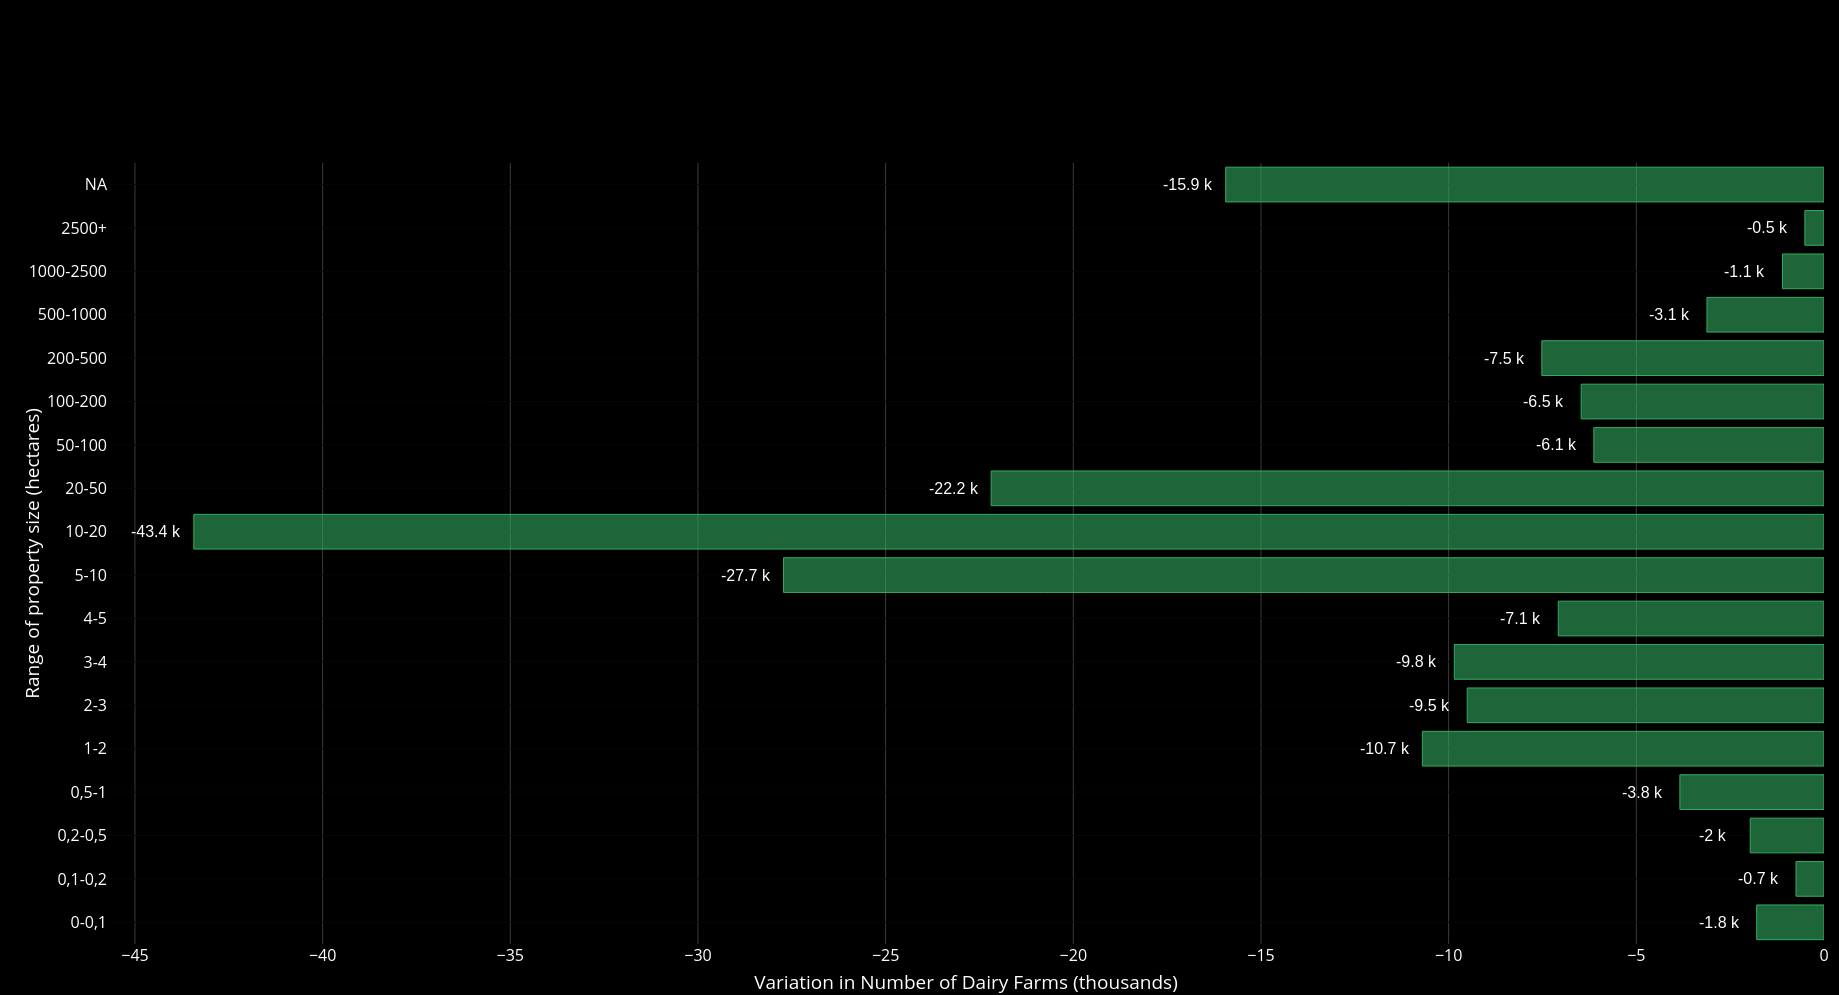 NA -15.9 k
2500+ -0.5 k
1000-2500 -1.1 k
500-1000 -3.1 k
200-500 -7.5 k
100-200 -6.5 k
50-100 -6.1 k
20-50 -22.2 k
10-20 -43.4 k
5-10 -27.7 k
4-5 -7.1 k
3-4 -9.8 k
2-3 -9.5 k
1-2 -10.7 k
0,5-1 -3.8 k
0,2-0,5 -2 k
0,1-0,2 -0.7 k
0-0,1 -1.8 k
Range of property size (hectares)
−45 −40 −35 −30 −25 −20 −15 −10 −5 0
Variation in Number of Dairy Farms (thousands)